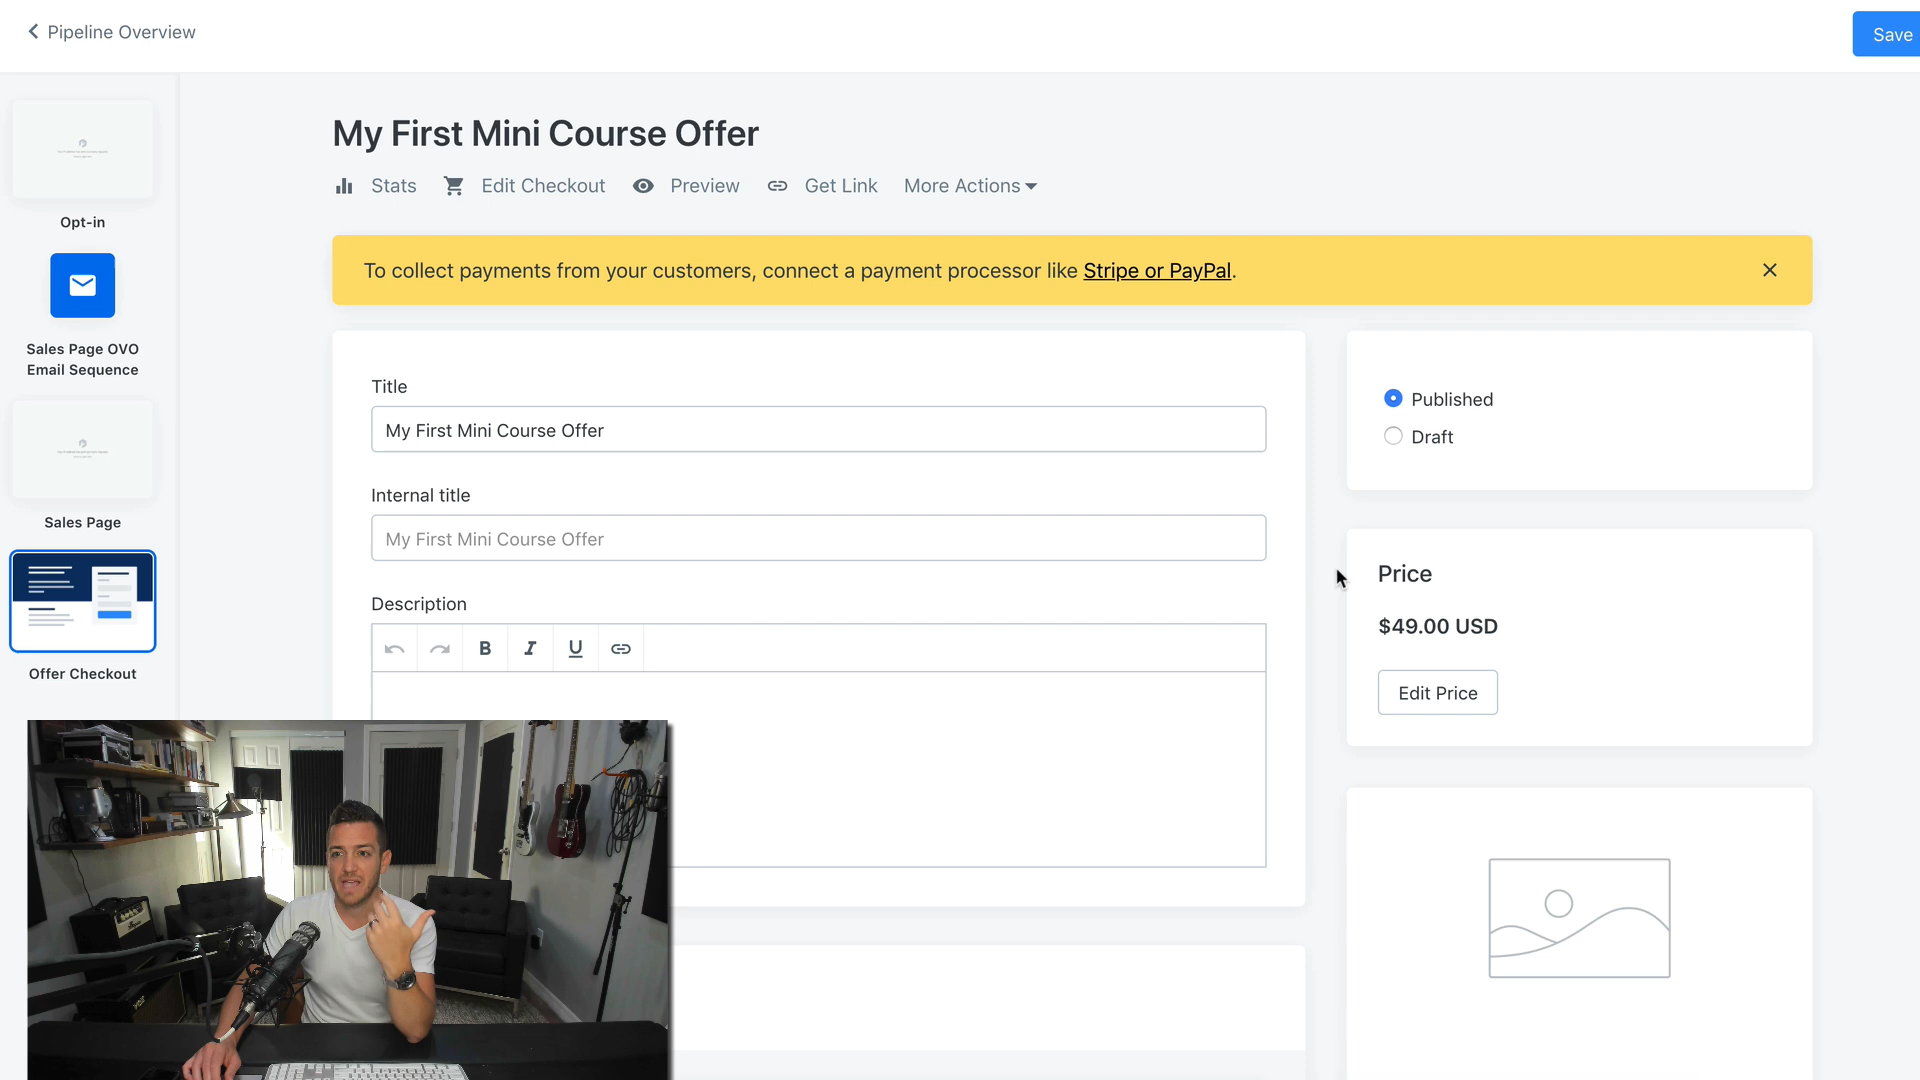 Pipeline Overview
Save
Opt-in
Sales Page OVO
Email Sequence
Sales Page
Offer Checkout
My First Mini Course Offer
Stats
Edit Checkout
Preview
Get Link
More Actions
To collect payments from your customers, connect a payment processor like Stripe or PayPal.
Title
My First Mini Course Offer
Internal title
My First Mini Course Offer
Description
B I U
Published
Draft
Price
$49.00 USD
Edit Price